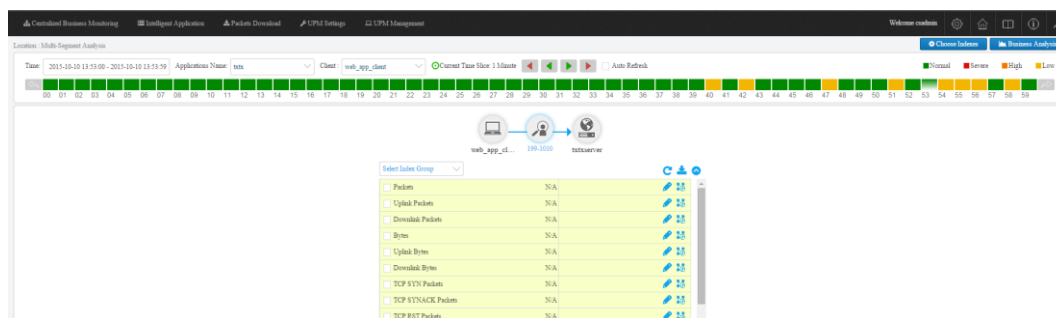 Centralized Business Monitoring Intelligent Application Packets Download UPM Settings UPM Management Welcome csadmin
Location : Multi-Segment Analysis Choose Indexes Business Analysis
Time: 2015-10-10 13:53:00 - 2015-10-10 13:53:59 Applications Name: txtx Client : web_app_client Current Time Slice: 1 Minute Auto Refresh Normal Severe High Low
00 01 02 03 04 05 06 07 08 09 10 11 12 13 14 15 16 17 18 19 20 21 22 23 24 25 26 27 28 29 30 31 32 33 34 35 36 37 38 39 40 41 42 43 44 45 46 47 48 49 50 51 52 53 54 55 56 57 58 59
web_app_cl... 199-1010 txtxserver
Select Index Group
Packets N/A
Uplink Packets N/A
Downlink Packets N/A
Bytes N/A
Uplink Bytes N/A
Downlink Bytes N/A
TCP SYN Packets N/A
TCP SYNACK Packets N/A
TCP RST Packets N/A